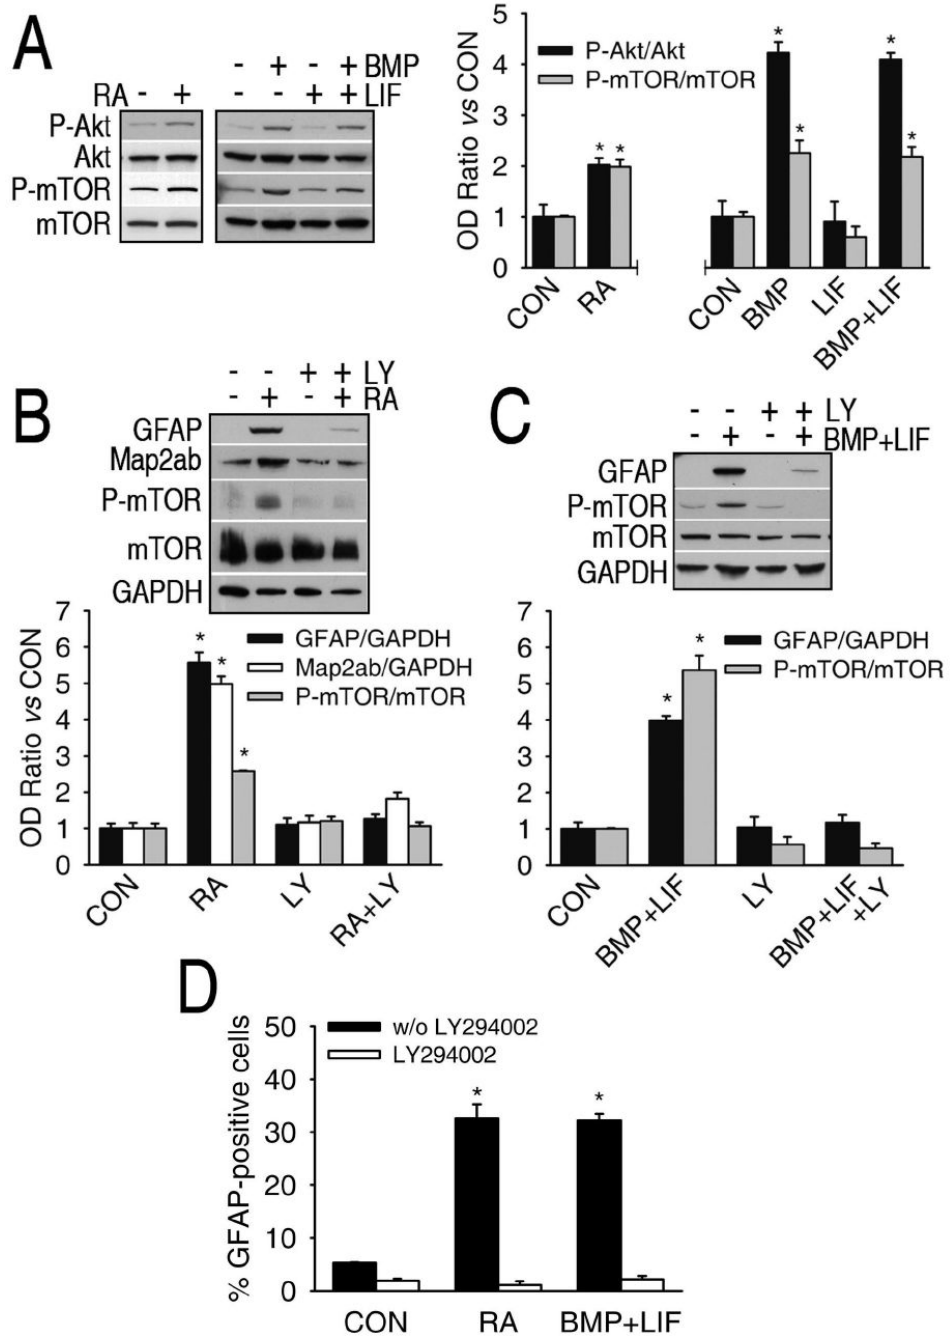 A
- + - + BMP
RA - + - - + + LIF
P-Akt
Akt
P-mTOR
mTOR
OD Ratio vs CON
5
4
3
2
1
0
P-Akt/Akt
P-mTOR/mTOR
* * * * * *
CON RA CON BMP LIF BMP+LIF
B
- - + + LY
- + - + RA
GFAP
Map2ab
P-mTOR
mTOR
GAPDH
OD Ratio vs CON
7
6
5
4
3
2
1
0
GFAP/GAPDH
Map2ab/GAPDH
P-mTOR/mTOR
* * *
CON RA LY RA+LY
C
- - + + LY
- + - + BMP+LIF
GFAP
P-mTOR
mTOR
GAPDH
7
6
5
4
3
2
1
0
GFAP/GAPDH
P-mTOR/mTOR
* *
CON BMP+LIF LY BMP+LIF
+LY
D
% GFAP-positive cells
50
40
30
20
10
0
w/o LY294002
LY294002
* *
CON RA BMP+LIF